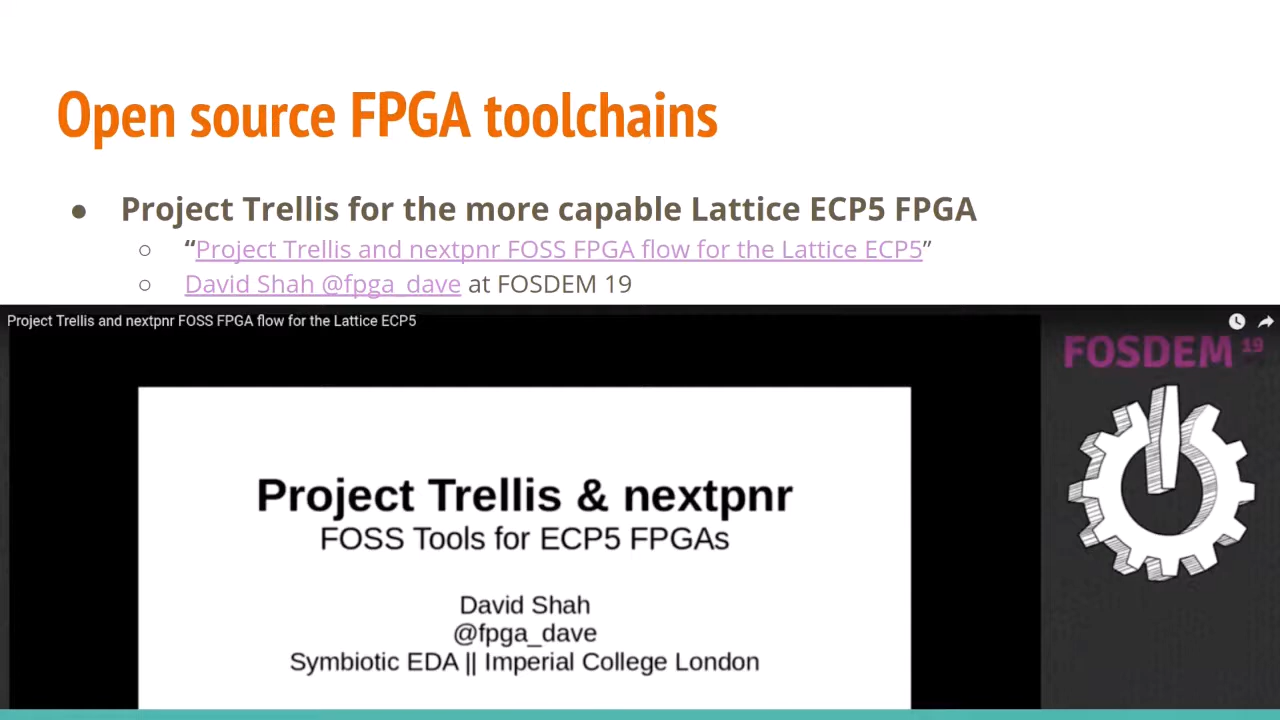 Open source FPGA toolchains
● Project Trellis for the more capable Lattice ECP5 FPGA
○ “Project Trellis and nextpnr FOSS FPGA flow for the Lattice ECP5”
○ David Shah @fpga_dave at FOSDEM 19
Project Trellis and nextpnr FOSS FPGA flow for the Lattice ECP5
FOSDEM 19
Project Trellis & nextpnr
FOSS Tools for ECP5 FPGAs
David Shah
@fpga_dave
Symbiotic EDA || Imperial College London